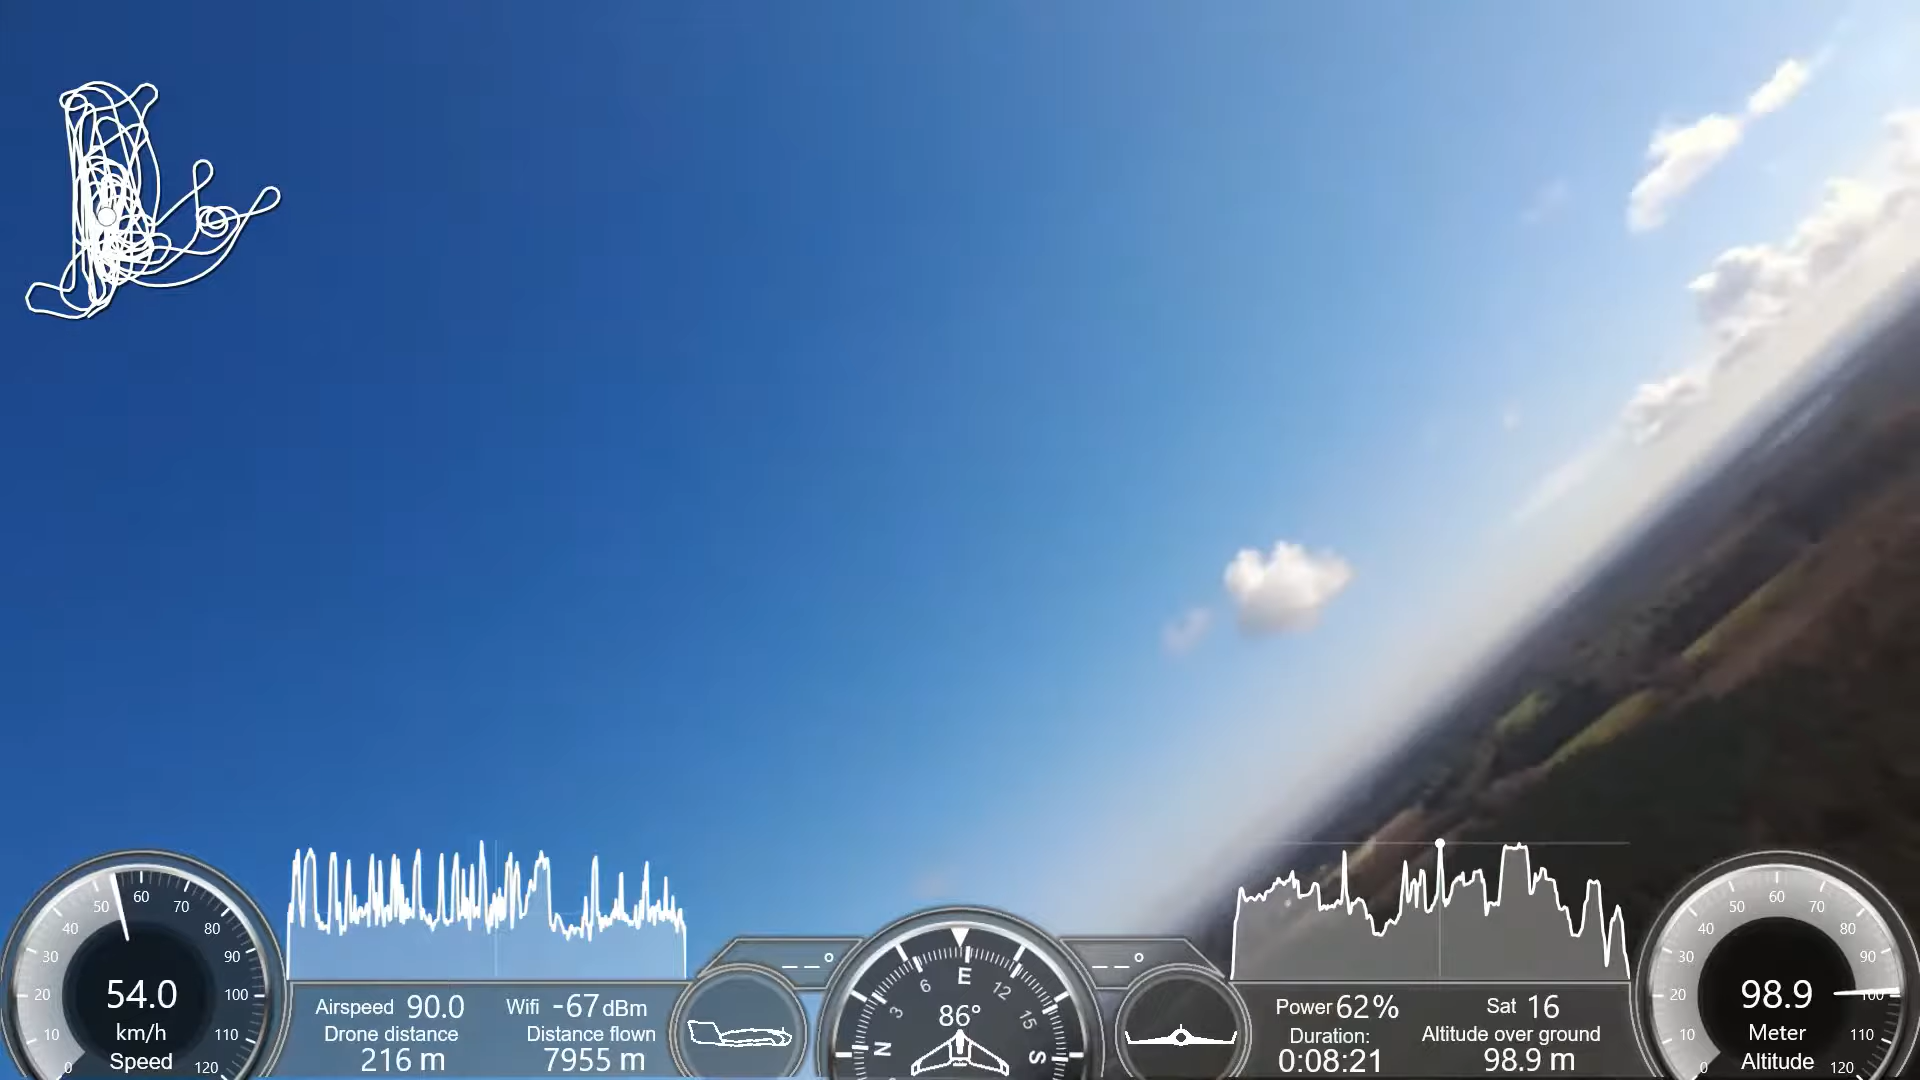 0 10 20 30 40 50 60 70 80 90 100 110 120
54.0
km/h
Speed
Airspeed 90.0 Wifi -67 dBm
Drone distance Distance flown
216 m 7955 m
__° __°
N 3 6 E 12 15 S
86°
Power 62% Sat 16
Duration: Altitude over ground
0:08:21 98.9 m
0 10 20 30 40 50 60 70 80 90 100 110 120
98.9
Meter
Altitude